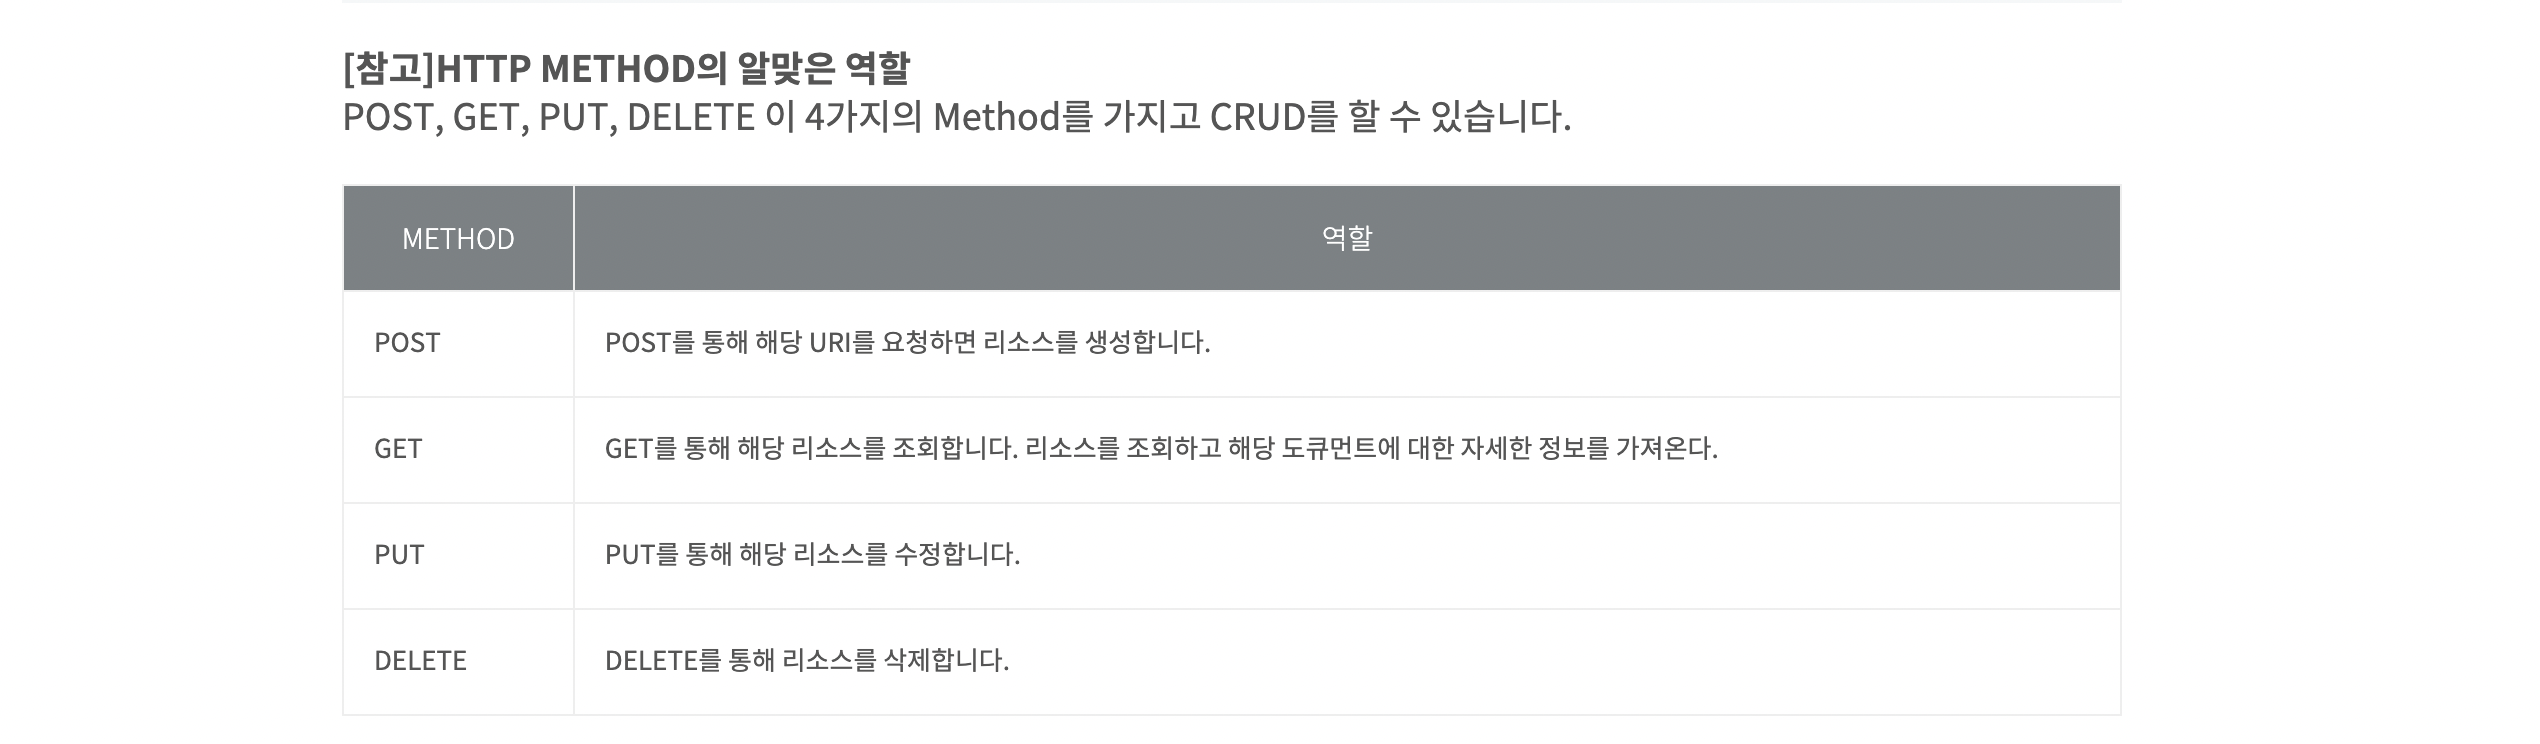 [참고]HTTP METHOD의 알맞은 역할
POST, GET, PUT, DELETE 이 4가지의 Method를 가지고 CRUD를 할 수 있습니다.
METHOD 역할
POST POST를 통해 해당 URI를 요청하면 리소스를 생성합니다.
GET GET를 통해 해당 리소스를 조회합니다. 리소스를 조회하고 해당 도큐먼트에 대한 자세한 정보를 가져온다.
PUT PUT를 통해 해당 리소스를 수정합니다.
DELETE DELETE를 통해 리소스를 삭제합니다.